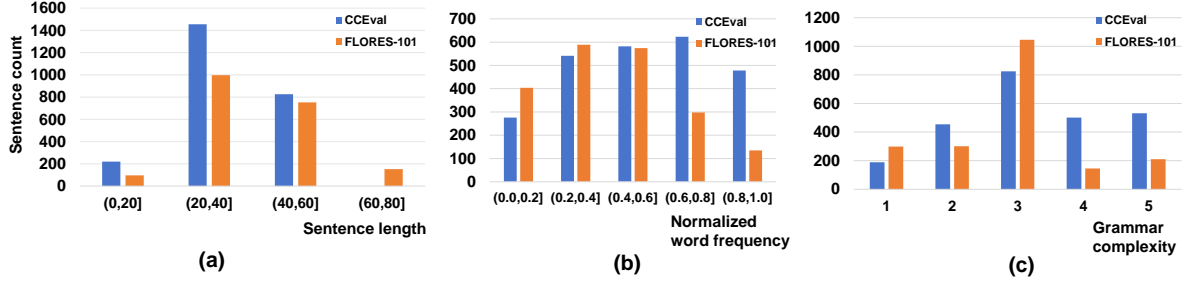 1600
1400
1200
1000
800
600
400
200
0
Sentence count
CCEval
FLORES-101
(0,20]
(20,40]
(40,60]
(60,80]
Sentence length
(a)
700
600
500
400
300
200
100
0
CCEval
FLORES-101
(0.0,0.2]
(0.2,0.4]
(0.4,0.6]
(0.6,0.8]
(0.8,1.0]
Normalized
word frequency
(b)
1200
1000
800
600
400
200
0
CCEval
FLORES-101
1
2
3
4
5
Grammar
complexity
(c)